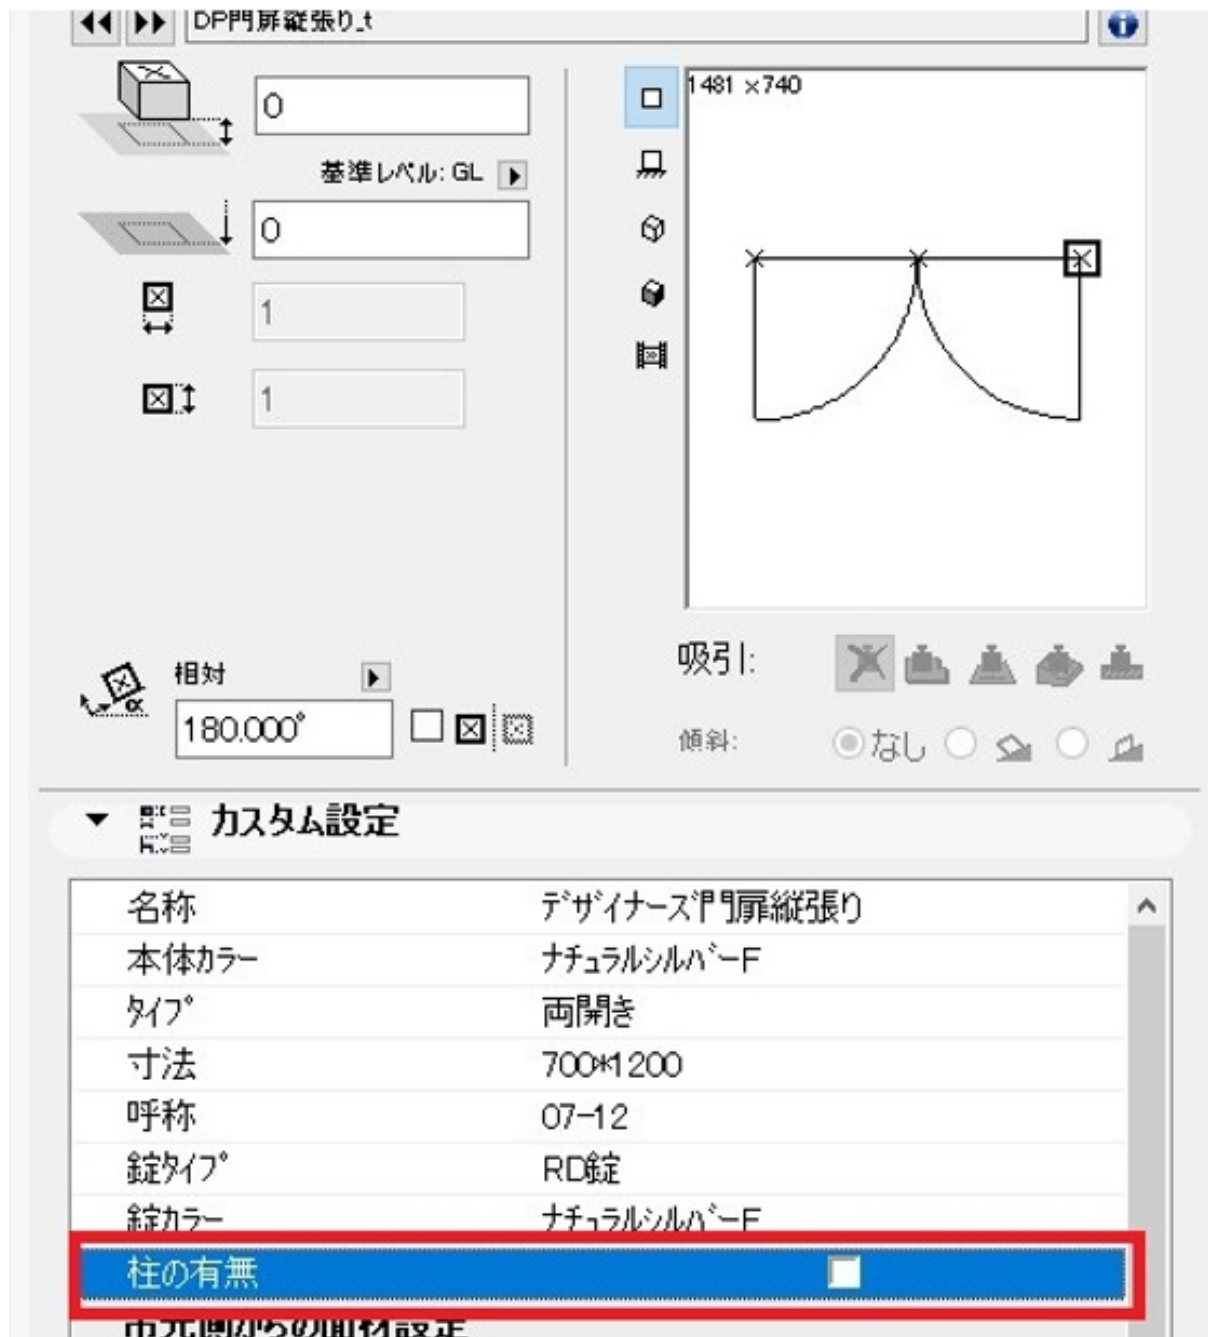 DP門扉縦張り_t
0
基準レベル: GL
0
1
1
相対
180.000°
1481 ×740
吸引:
傾斜: なし
カスタム設定
名称 デザイナーズ門扉縦張り
本体カラー ナチュラルシルバーF
タイプ 両開き
寸法 700*1200
呼称 07-12
錠タイプ RD錠
錠カラー ナチュラルシルバーF
柱の有無